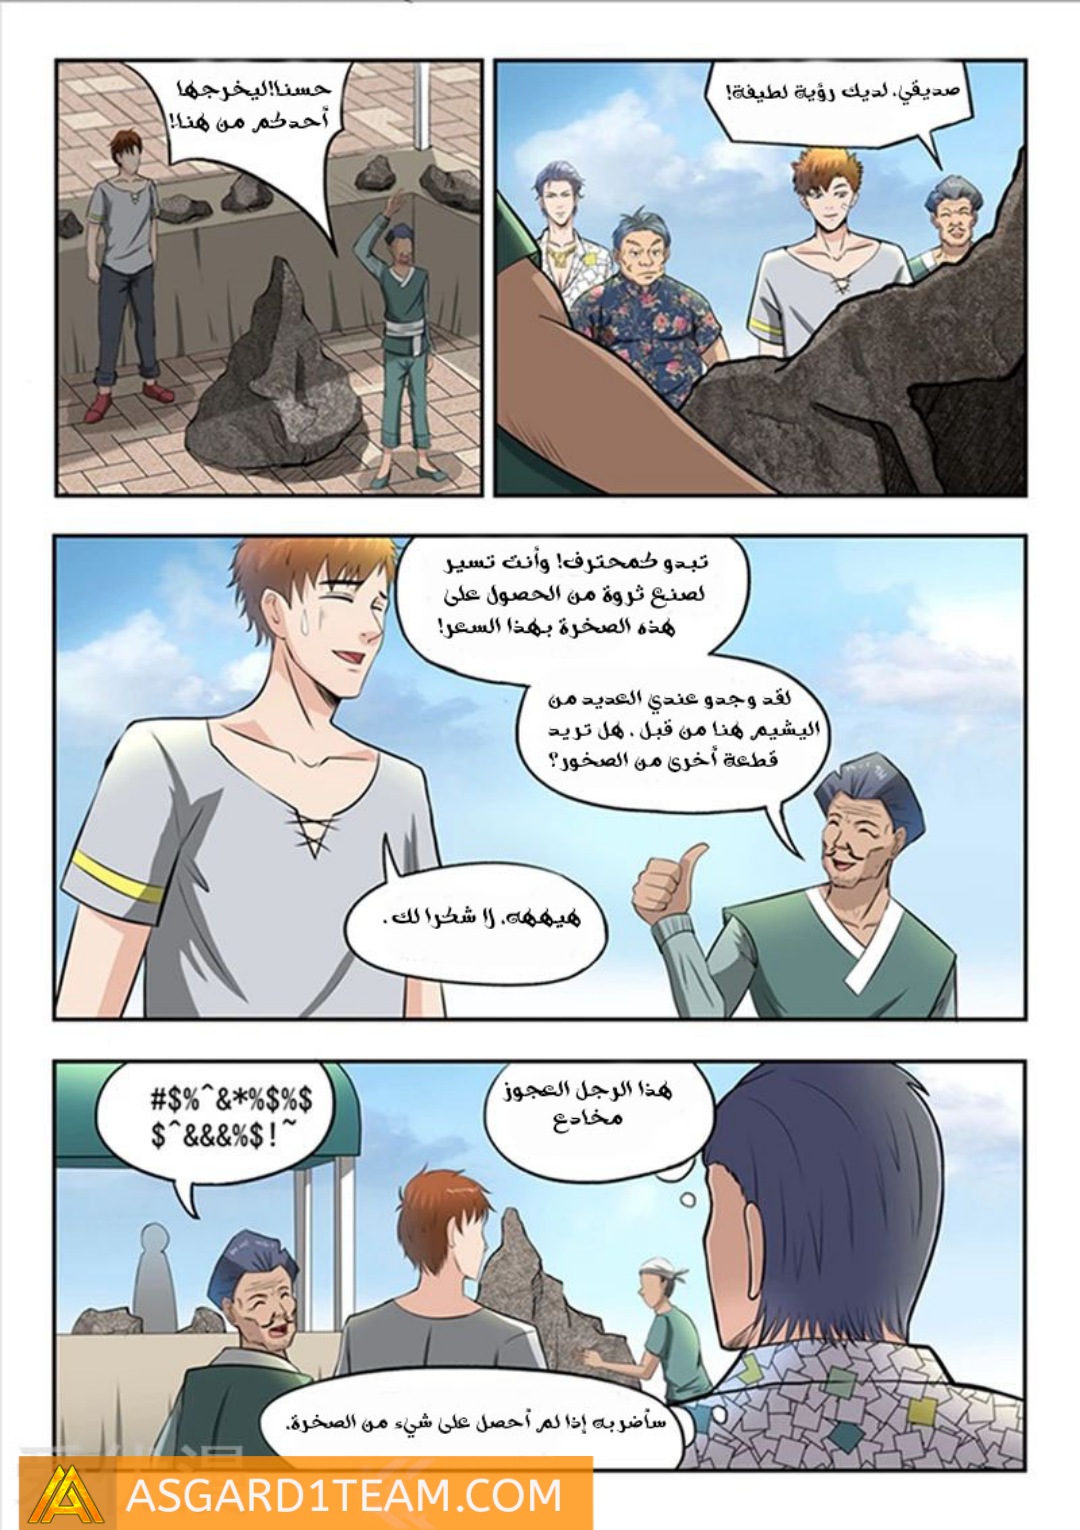 صديقي، لديك رؤية لطيفة!
حسنا!ليخرجها
أحدكم من هنا!
تبدو كمحترف! وأنت تسير
لصنع ثروة من الحصول على
هذه الصخرة بهذا السعر!
لقد وجدو عندي العديد من
اليشيم هنا من قبل ، هل تريد
قطعة أخرى من الصخور؟
هيههه، لا شكرا لك .
هذا الرجل العجوز
مخادع
#$%^&*%$%$
$^&&&%$!~
سأضربه إذا لم أحصل على شيء من الصخرة.
ASGARD1TEAM.COM